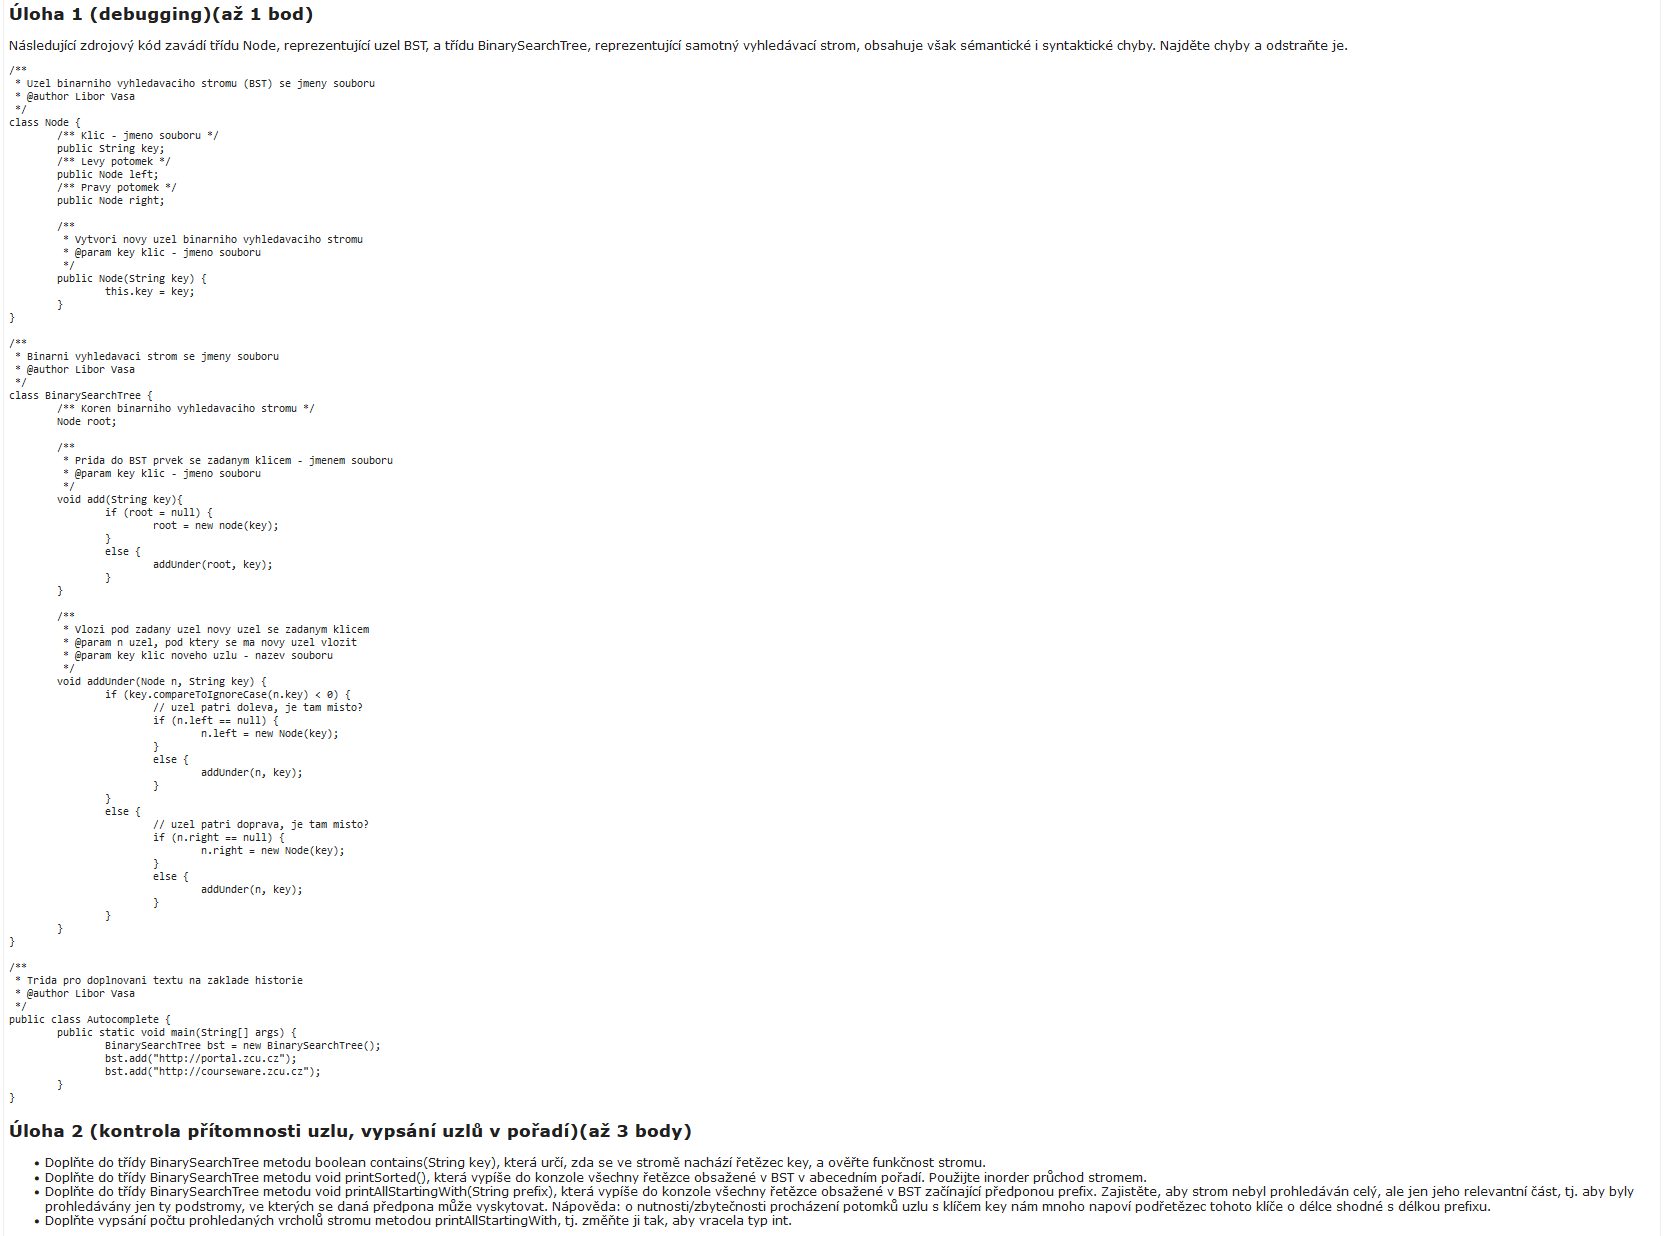 Úloha 1 (debugging)(až 1 bod)
Následující zdrojový kód zavádí třídu Node, reprezentující uzel BST, a třídu BinarySearchTree, reprezentující samotný vyhledávací strom, obsahuje však sémantické i syntaktické chyby. Najděte chyby a odstraňte je.
/**
 * Uzel binarniho vyhledavaciho stromu (BST) se jmeny souboru
 * @author Libor Vasa
 */
class Node {
        /** Klic - jmeno souboru */
        public String key;
        /** Levy potomek */
        public Node left;
        /** Pravy potomek */
        public Node right;

        /**
         * Vytvori novy uzel binarniho vyhledavaciho stromu
         * @param key klic - jmeno souboru
         */
        public Node(String key) {
                this.key = key;
        }
}

/**
 * Binarni vyhledavaci strom se jmeny souboru
 * @author Libor Vasa
 */
class BinarySearchTree {
        /** Koren binarniho vyhledavaciho stromu */
        Node root;

        /**
         * Prida do BST prvek se zadanym klicem - jmenem souboru
         * @param key klic - jmeno souboru
         */
        void add(String key){
                if (root = null) {
                        root = new node(key);
                }
                else {
                        addUnder(root, key);
                }
        }

        /**
         * Vlozi pod zadany uzel novy uzel se zadanym klicem
         * @param n uzel, pod ktery se ma novy uzel vlozit
         * @param key klic noveho uzlu - nazev souboru
         */
        void addUnder(Node n, String key) {
                if (key.compareToIgnoreCase(n.key) < 0) {
                        // uzel patri doleva, je tam misto?
                        if (n.left == null) {
                                n.left = new Node(key);
                        }
                        else {
                                addUnder(n, key);
                        }
                }
                else {
                        // uzel patri doprava, je tam misto?
                        if (n.right == null) {
                                n.right = new Node(key);
                        }
                        else {
                                addUnder(n, key);
                        }
                }
        }
}

/**
 * Trida pro doplnovani textu na zaklade historie
 * @author Libor Vasa
 */
public class Autocomplete {
        public static void main(String[] args) {
                BinarySearchTree bst = new BinarySearchTree();
                bst.add("http://portal.zcu.cz");
                bst.add("http://courseware.zcu.cz");
        }
}
Úloha 2 (kontrola přítomnosti uzlu, vypsání uzlů v pořadí)(až 3 body)
• Doplňte do třídy BinarySearchTree metodu boolean contains(String key), která určí, zda se ve stromě nachází řetězec key, a ověřte funkčnost stromu.
• Doplňte do třídy BinarySearchTree metodu void printSorted(), která vypíše do konzole všechny řetězce obsažené v BST v abecedním pořadí. Použijte inorder průchod stromem.
• Doplňte do třídy BinarySearchTree metodu void printAllStartingWith(String prefix), která vypíše do konzole všechny řetězce obsažené v BST začínající předponou prefix. Zajistěte, aby strom nebyl prohledáván celý, ale jen jeho relevantní část, tj. aby byly
prohledávány jen ty podstromy, ve kterých se daná předpona může vyskytovat. Nápověda: o nutnosti/zbytečnosti procházení potomků uzlu s klíčem key nám mnoho napoví podřetězec tohoto klíče o délce shodné s délkou prefixu.
• Doplňte vypsání počtu prohledaných vrcholů stromu metodou printAllStartingWith, tj. změňte ji tak, aby vracela typ int.